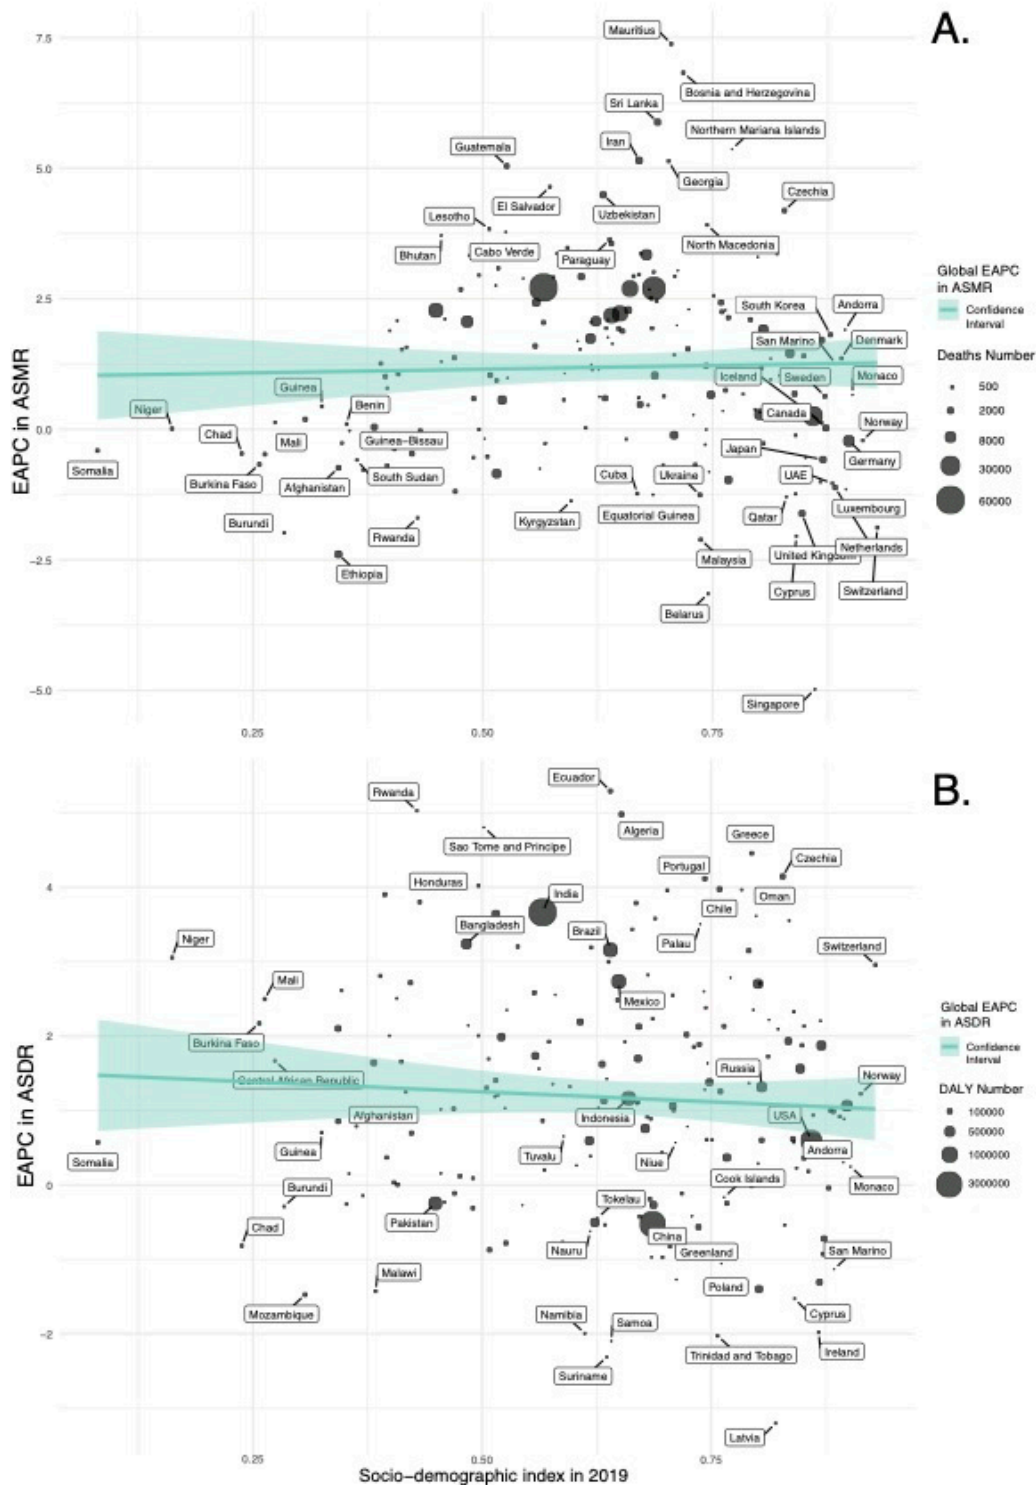 A.
7.5
Mauritius
Bosnia and Herzegovina
Sri Lanka
Northern Mariana Islands
Iran
Guatemala
5.0
Georgia
Czechia
El Salvador
Uzbekistan
Lesotho
North Macedonia
Bhutan
Cabo Verde
Paraguay
Global EAPC
in ASMR
Confidence
Interval
2.5
South Korea
Andorra
San Marino
Denmark
Deaths Number
EAPC in ASMR
Guinea
Iceland
Sweden
Monaco
500
Niger
Benin
Canada
2000
0.0
Chad
Mali
Guinea-Bissau
Norway
8000
Somalia
Japan
Germany
30000
Burkina Faso
Afghanistan
South Sudan
Cuba
Ukraine
UAE
60000
Burundi
Rwanda
Kyrgyzstan
Equatorial Guinea
Qatar
Luxembourg
-2.5
Ethiopia
Malaysia
United Kingdom
Netherlands
Cyprus
Switzerland
Belarus
-5.0
Singapore
0.25
0.50
0.75
B.
Ecuador
Rwanda
Algeria
Greece
Sao Tome and Principe
Portugal
Czechia
4
Honduras
India
Oman
Chile
Bangladesh
Brazil
Niger
Palau
Switzerland
Mali
Mexico
Global EAPC
in ASDR
Confidence
Interval
2
Burkina Faso
EAPC in ASDR
Central African Republic
Russia
Norway
DALY Number
100000
Afghanistan
Indonesia
USA
500000
Guinea
Tuvalu
Niue
Andorra
1000000
Somalia
0
Burundi
Cook Islands
Monaco
3000000
Chad
Pakistan
Tokelau
Nauru
China
Greenland
San Marino
Malawi
Poland
Mozambique
Namibia
Samoa
Cyprus
-2
Trinidad and Tobago
Ireland
Suriname
Latvia
0.25
0.50
0.75
Socio-demographic index in 2019